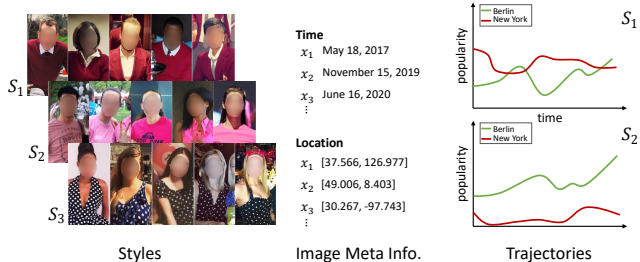 S1
S2
S3
Styles
Time
x1 May 18, 2017
x2 November 15, 2019
x3 June 16, 2020
⋮
Location
x1 [37.566, 126.977]
x2 [49.006, 8.403]
x3 [30.267, -97.743]
⋮
Image Meta Info.
Berlin
New York
S1
popularity
time
Berlin
New York
S2
popularity
Trajectories